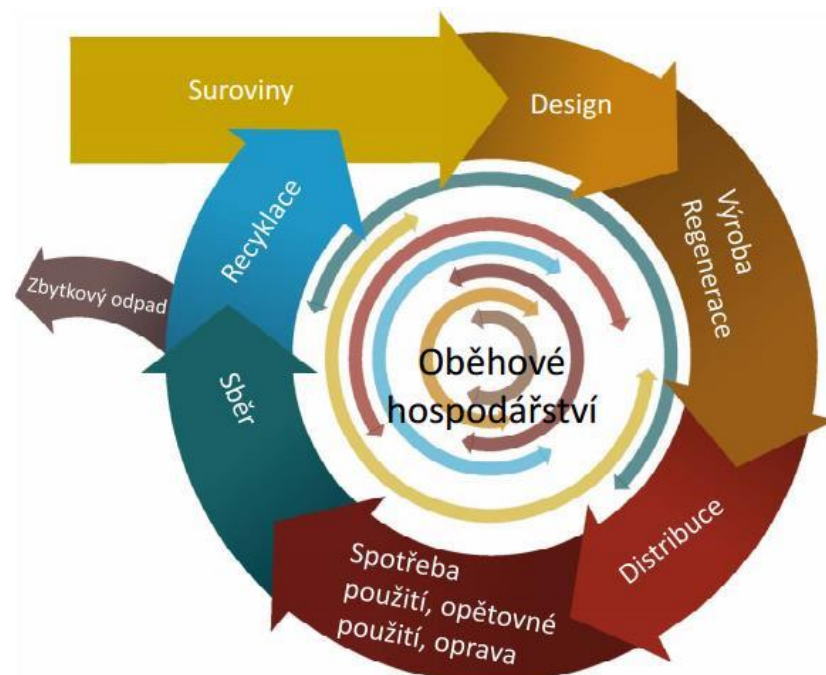 Suroviny
Design
Výroba
Regenerace
Distribuce
Spotřeba
použití, opětovné
použití, oprava
Sběr
Zbytkový odpad
Recyklace
Oběhové
hospodářství